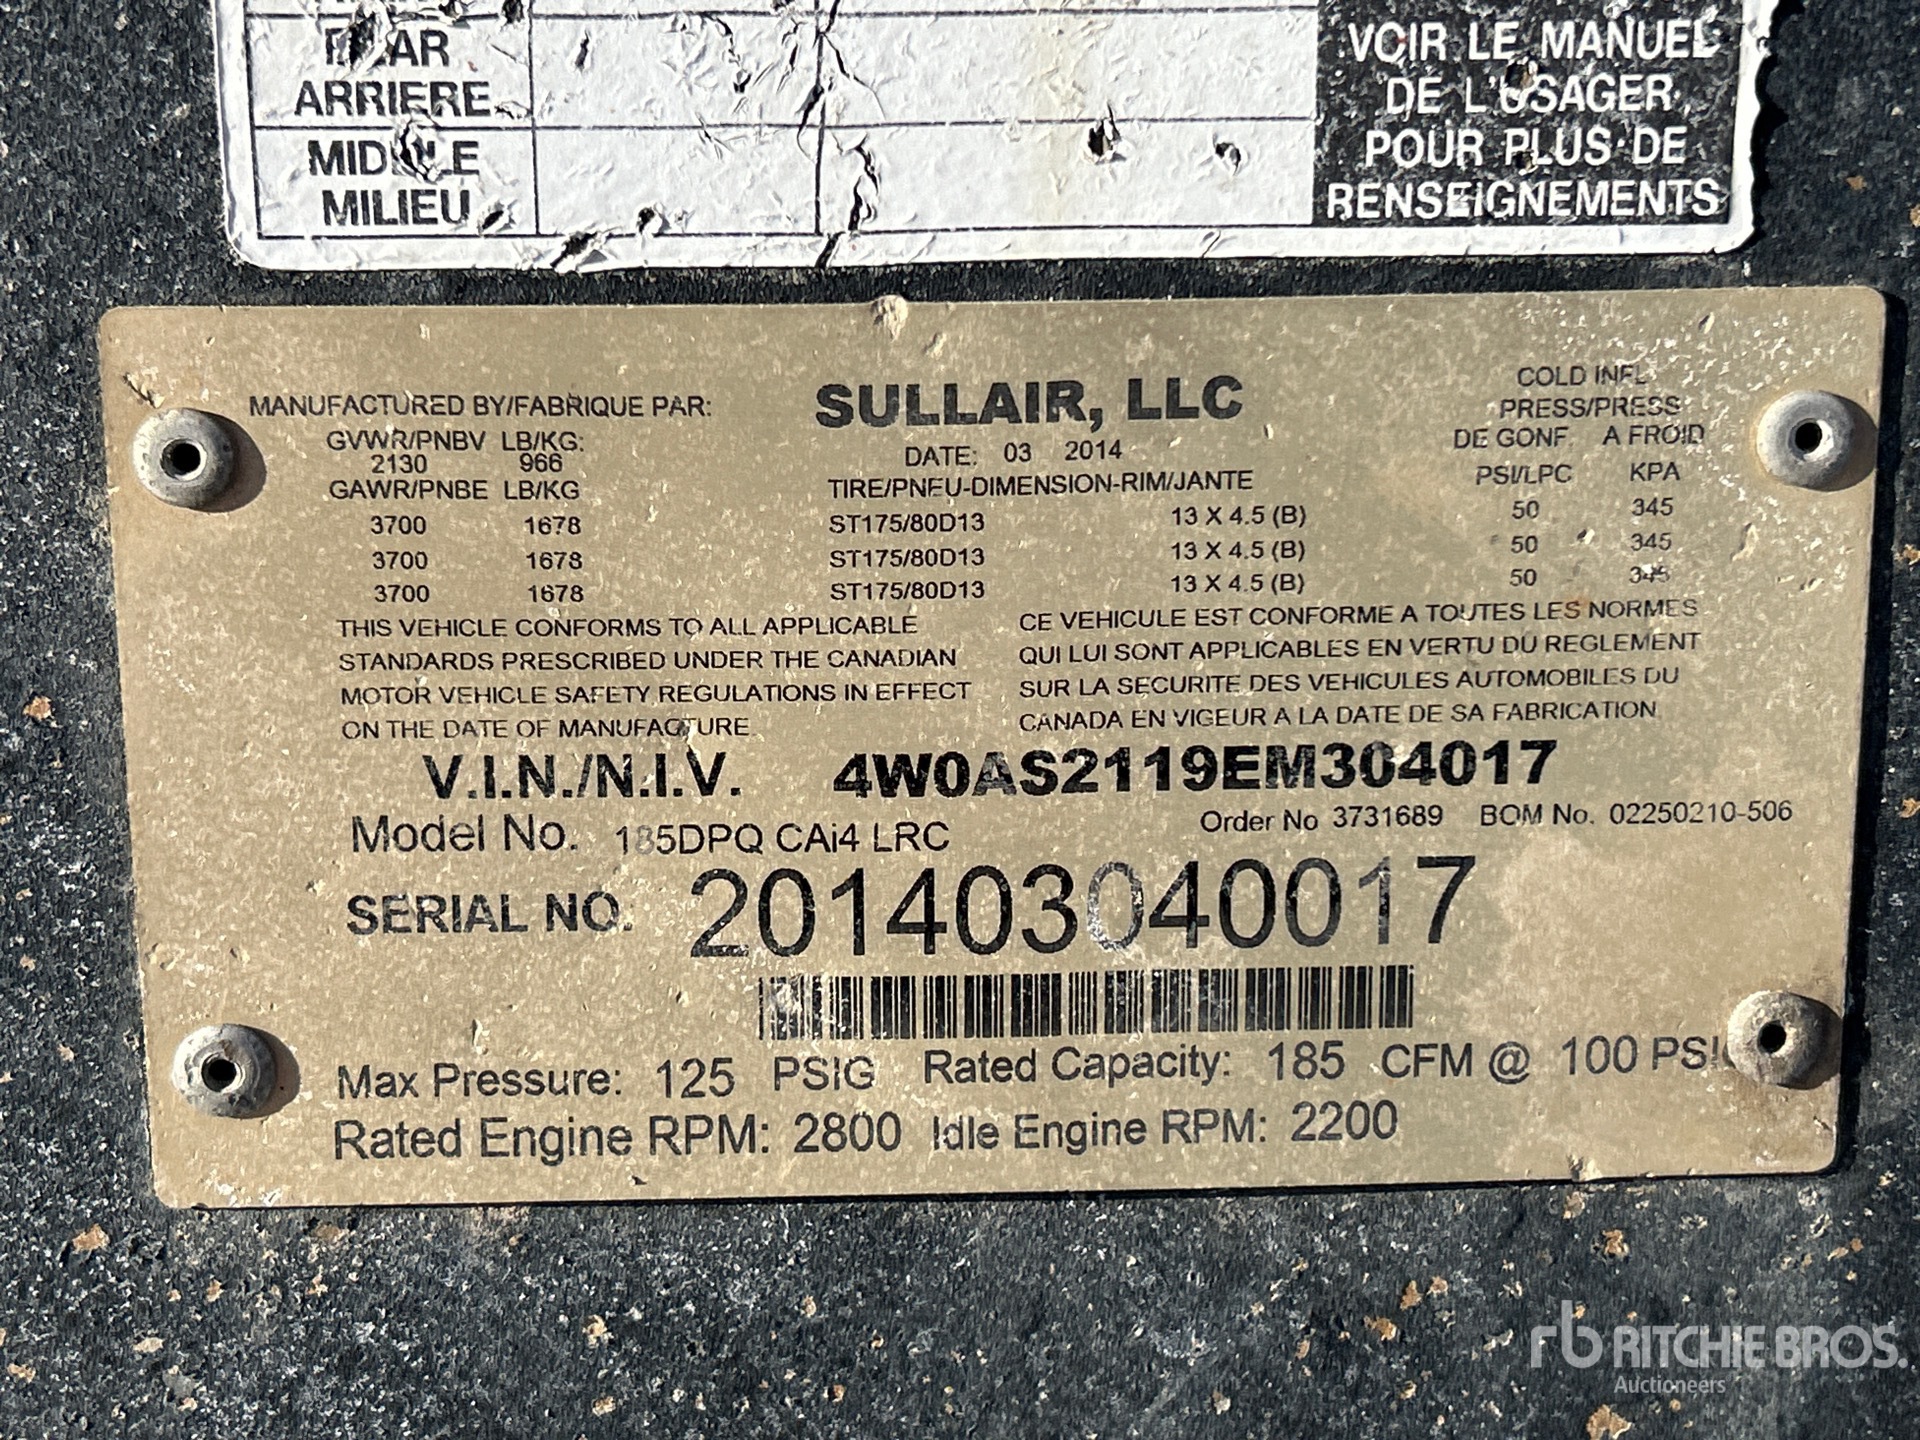 REAR
ARRIERE
MIDDLE
MILIEU
VOIR LE MANUEL
DE L'USAGER
POUR PLUS DE
RENSEIGNEMENTS
MANUFACTURED BY/FABRIQUE PAR: SULLAIR, LLC
COLD INFL
PRESS/PRESS
GVWR/PNBV LB/KG: DATE: 03 2014 DE GONF. A FROID
2130 966
GAWR/PNBE LB/KG TIRE/PNEU-DIMENSION-RIM/JANTE PSI/LPC KPA
3700 1678 ST175/80D13 13 X 4.5 (B) 50 345
3700 1678 ST175/80D13 13 X 4.5 (B) 50 345
3700 1678 ST175/80D13 13 X 4.5 (B) 50 345
THIS VEHICLE CONFORMS TO ALL APPLICABLE
STANDARDS PRESCRIBED UNDER THE CANADIAN
MOTOR VEHICLE SAFETY REGULATIONS IN EFFECT
ON THE DATE OF MANUFACTURE
CE VEHICULE EST CONFORME A TOUTES LES NORMES
QUI LUI SONT APPLICABLES EN VERTU DU REGLEMENT
SUR LA SECURITE DES VEHICULES AUTOMOBILES DU
CANADA EN VIGEUR A LA DATE DE SA FABRICATION
V.I.N./N.I.V. 4W0AS2119EM304017
Model No. 185DPQ CAi4 LRC Order No 3731689 BOM No. 02250210-506
SERIAL NO. 201403040017
Max Pressure: 125 PSIG Rated Capacity: 185 CFM @ 100 PSIG
Rated Engine RPM: 2800 Idle Engine RPM: 2200
rb RITCHIE BROS.
Auctioneers